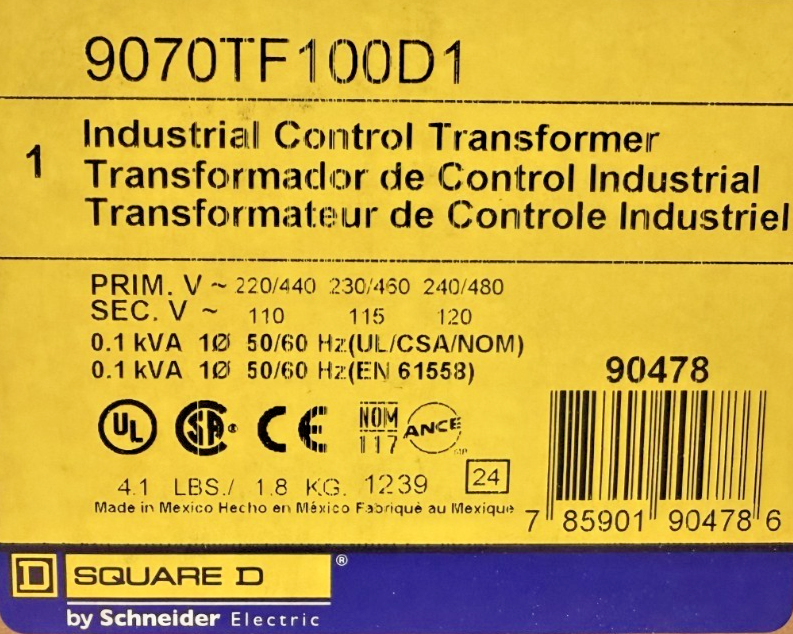 9070TF100D1
1
Industrial Control Transformer
Transformador de Control Industrial
Transformateur de Controle Industriel
PRIM. V ~ 220/440 230/460 240/480
SEC. V ~ 110 115 120
0.1 kVA 1Ø 50/60 Hz(UL/CSA/NOM)
0.1 kVA 1Ø 50/60 Hz(EN 61558)
90478
UL SA ® CE NOM 117 ANCE
4.1 LBS./ 1.8 KG. 1239 24
Made in Mexico Hecho en México Fabriqué au Mexique
7 85901 90478 6
D SQUARE D ®
by Schneider Electric